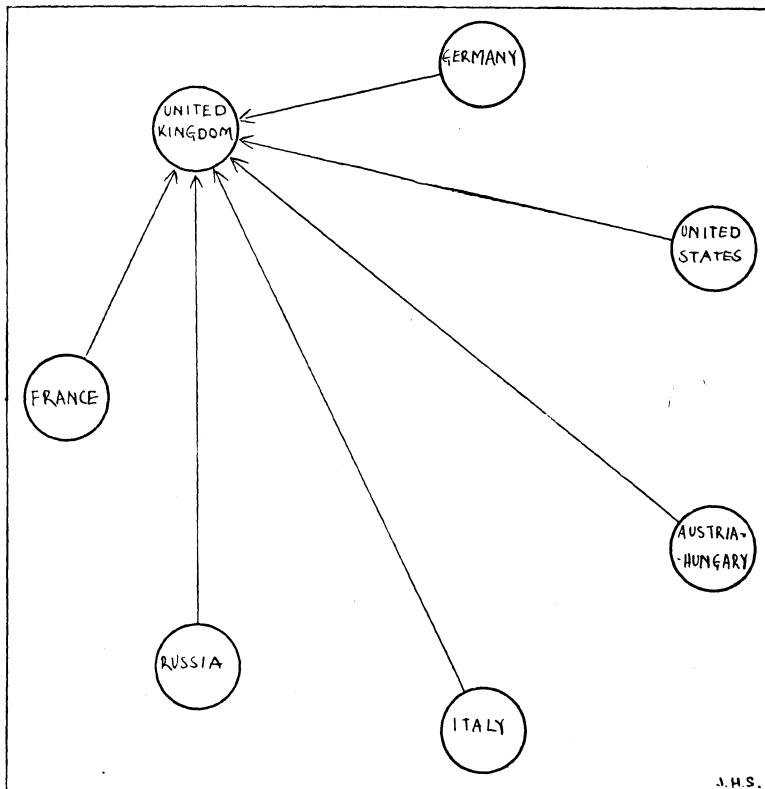 GERMANY
UNITED
KINGDOM
UNITED
STATES
FRANCE
AUSTRIA-
-HUNGARY
RUSSIA
ITALY
J.H.S.